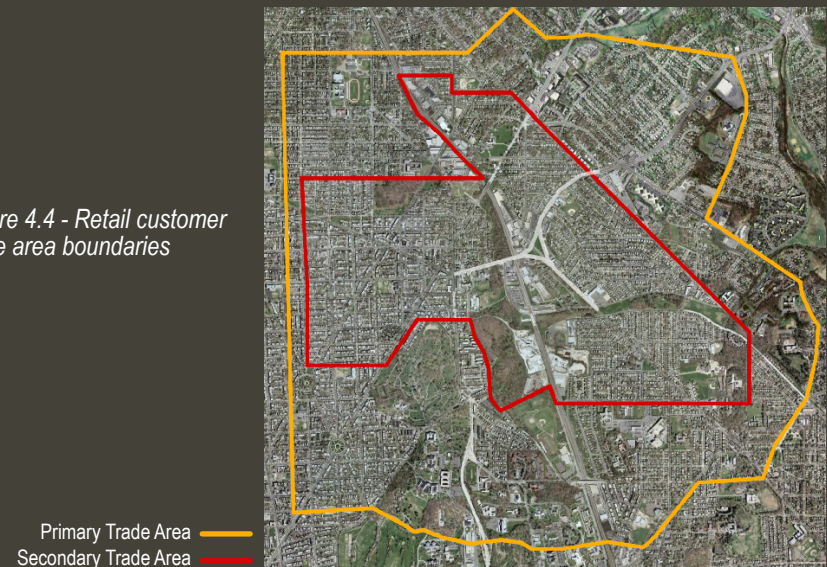 re 4.4 - Retail customer
e area boundaries
Primary Trade Area
Secondary Trade Area